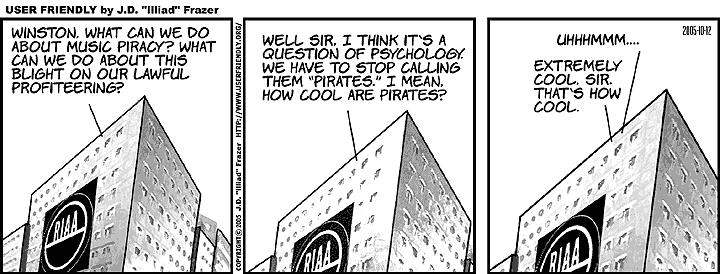 USER FRIENDLY by J.D. "Illiad" Frazer
WINSTON, WHAT CAN WE DO
ABOUT MUSIC PIRACY? WHAT
CAN WE DO ABOUT THIS
BLIGHT ON OUR LAWFUL
PROFITEERING?
RIAA
COPYRIGHT © 2005 J.D. "Illiad" Frazer HTTP://WWW.USERFRIENDLY.ORG/
WELL SIR, I THINK IT'S A
QUESTION OF PSYCHOLOGY.
WE HAVE TO STOP CALLING
THEM "PIRATES." I MEAN,
HOW COOL ARE PIRATES?
RIAA
2005-10-12
UHHHMMM....
EXTREMELY
COOL, SIR.
THAT'S HOW
COOL.
RIAA